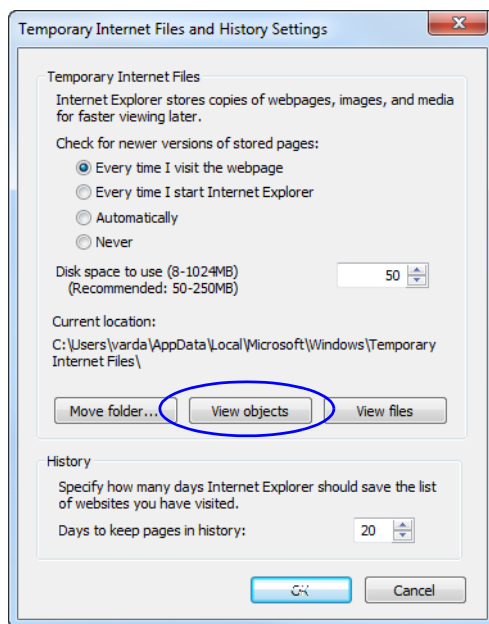 Temporary Internet Files and History Settings
Temporary Internet Files
Internet Explorer stores copies of webpages, images, and media
for faster viewing later.
Check for newer versions of stored pages:
Every time I visit the webpage
Every time I start Internet Explorer
Automatically
Never
Disk space to use (8-1024MB) 50
(Recommended: 50-250MB)
Current location:
C:\Users\varda\AppData\Local\Microsoft\Windows\Temporary
Internet Files\
Move folder... View objects View files
History
Specify how many days Internet Explorer should save the list
of websites you have visited.
Days to keep pages in history: 20
OK Cancel